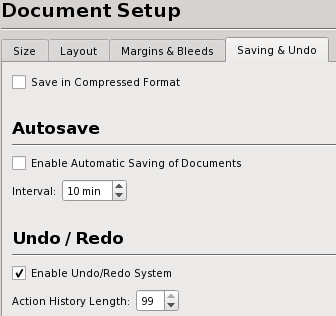 Document Setup
Size Layout Margins & Bleeds Saving & Undo
Save in Compressed Format
Autosave
Enable Automatic Saving of Documents
Interval: 10 min
Undo / Redo
Enable Undo/Redo System
Action History Length: 99